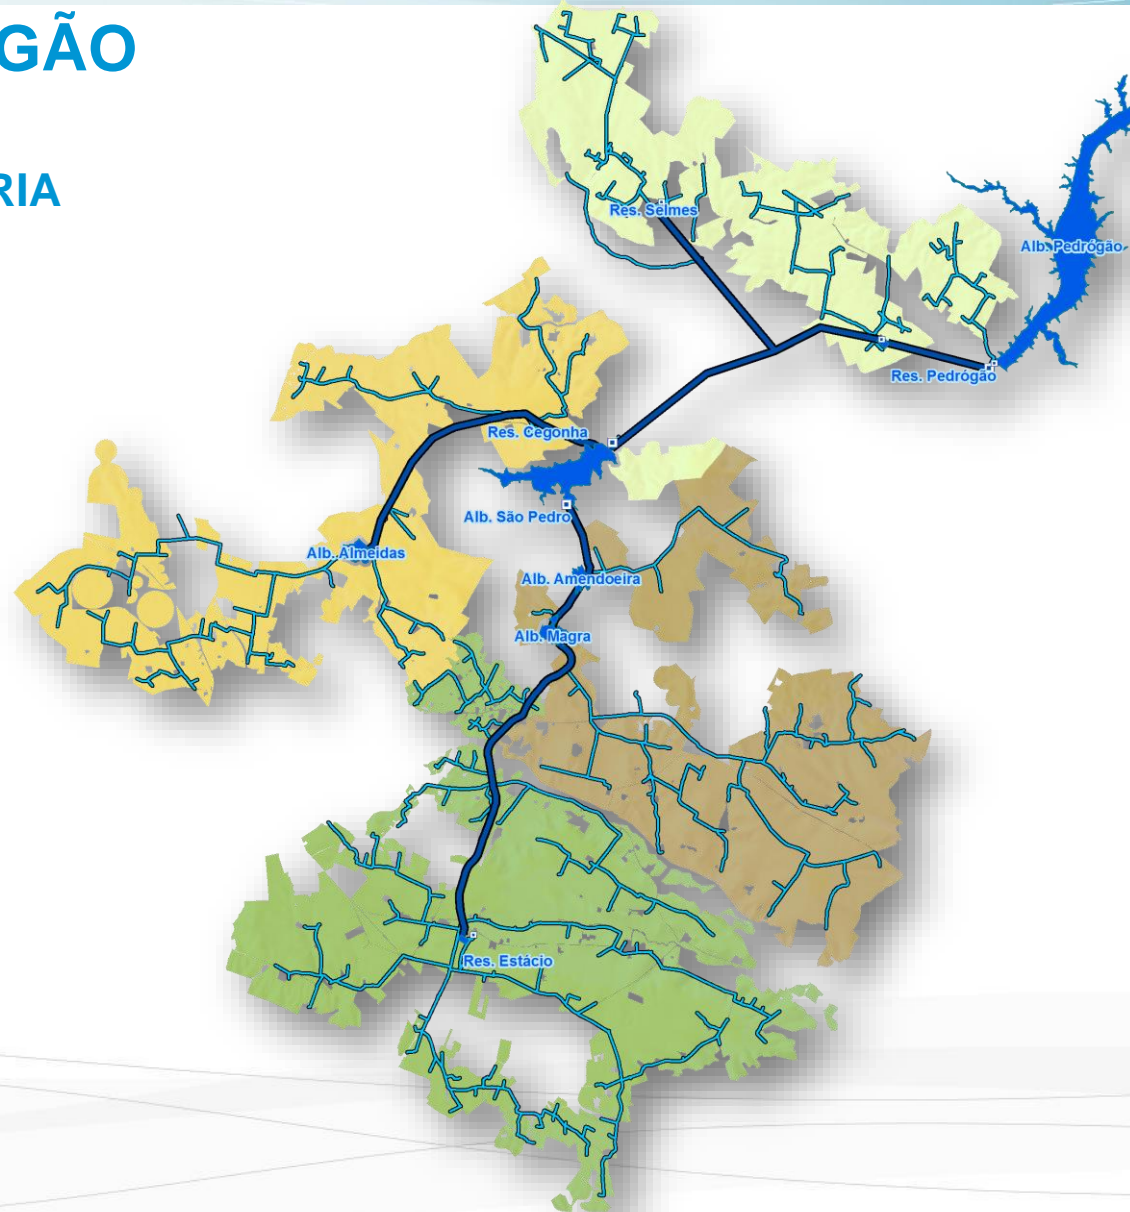 GÃO
RIA
Res. Selmes
Alb. Pedrógão
Res. Pedrógão
Res. Cegonha
Alb. São Pedro
Alb. Almeidas
Alb. Amendoeira
Alb. Magra
Res. Estácio